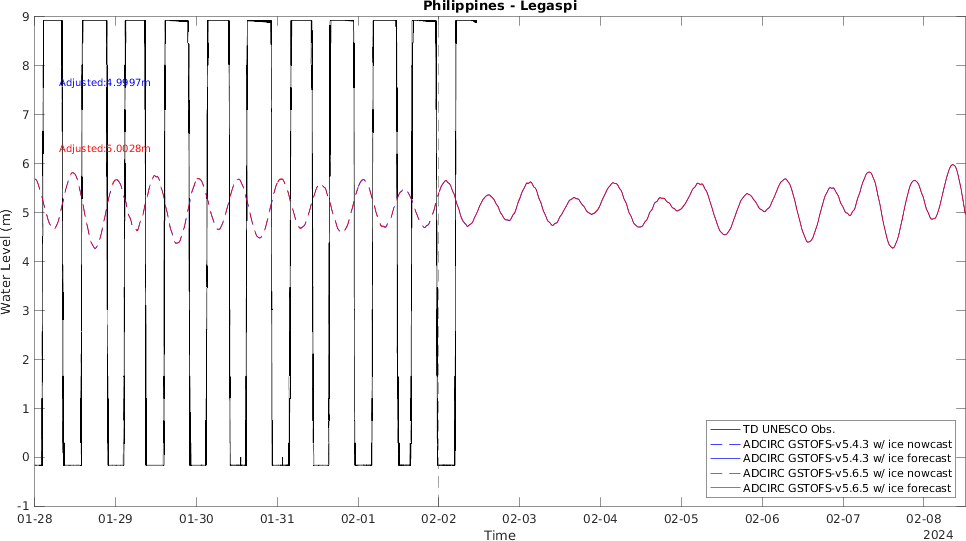 Philippines - Legaspi
9
8
7
6
5
4
3
2
1
0
-1
Water Level (m)
Adjusted:4.9997m
Adjusted:5.0028m
TD UNESCO Obs.
ADCIRC GSTOFS-v5.4.3 w/ ice nowcast
ADCIRC GSTOFS-v5.4.3 w/ ice forecast
ADCIRC GSTOFS-v5.6.5 w/ ice nowcast
ADCIRC GSTOFS-v5.6.5 w/ ice forecast
01-28 01-29 01-30 01-31 02-01 02-02 02-03 02-04 02-05 02-06 02-07 02-08
Time
2024